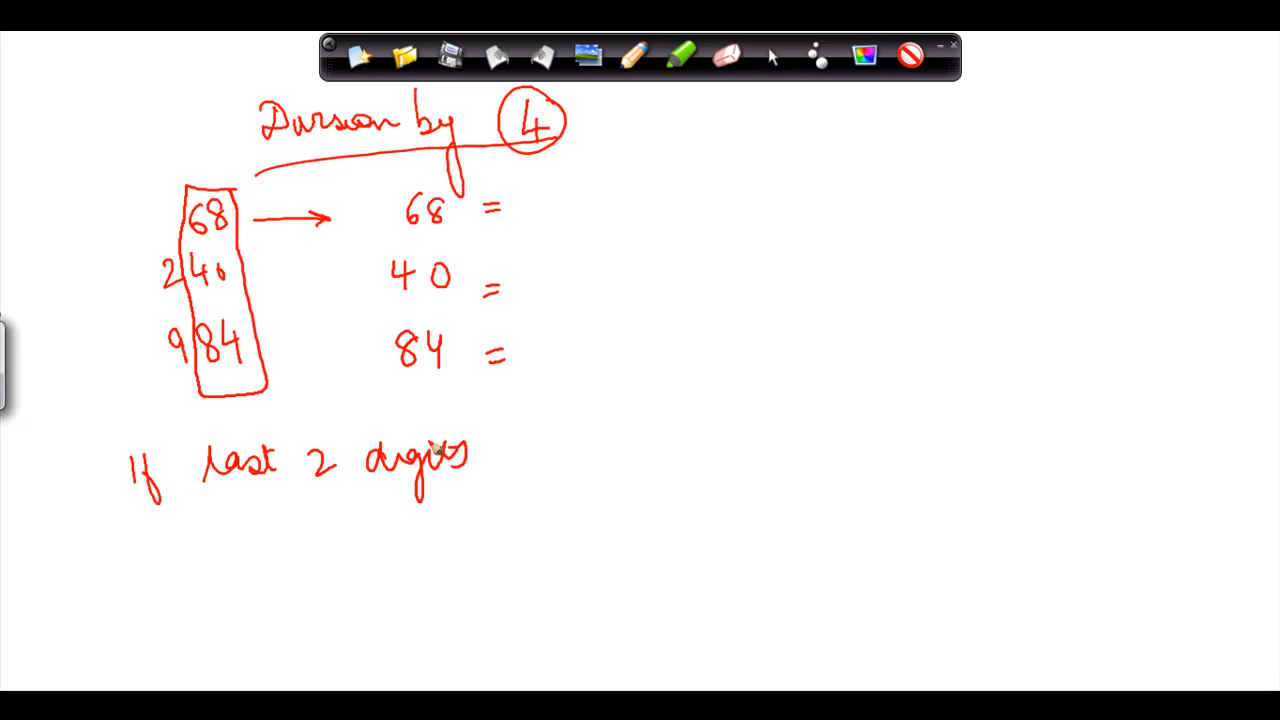 Division by 4
68 → 68 =
240 40 =
984 84 =
If last 2 digits